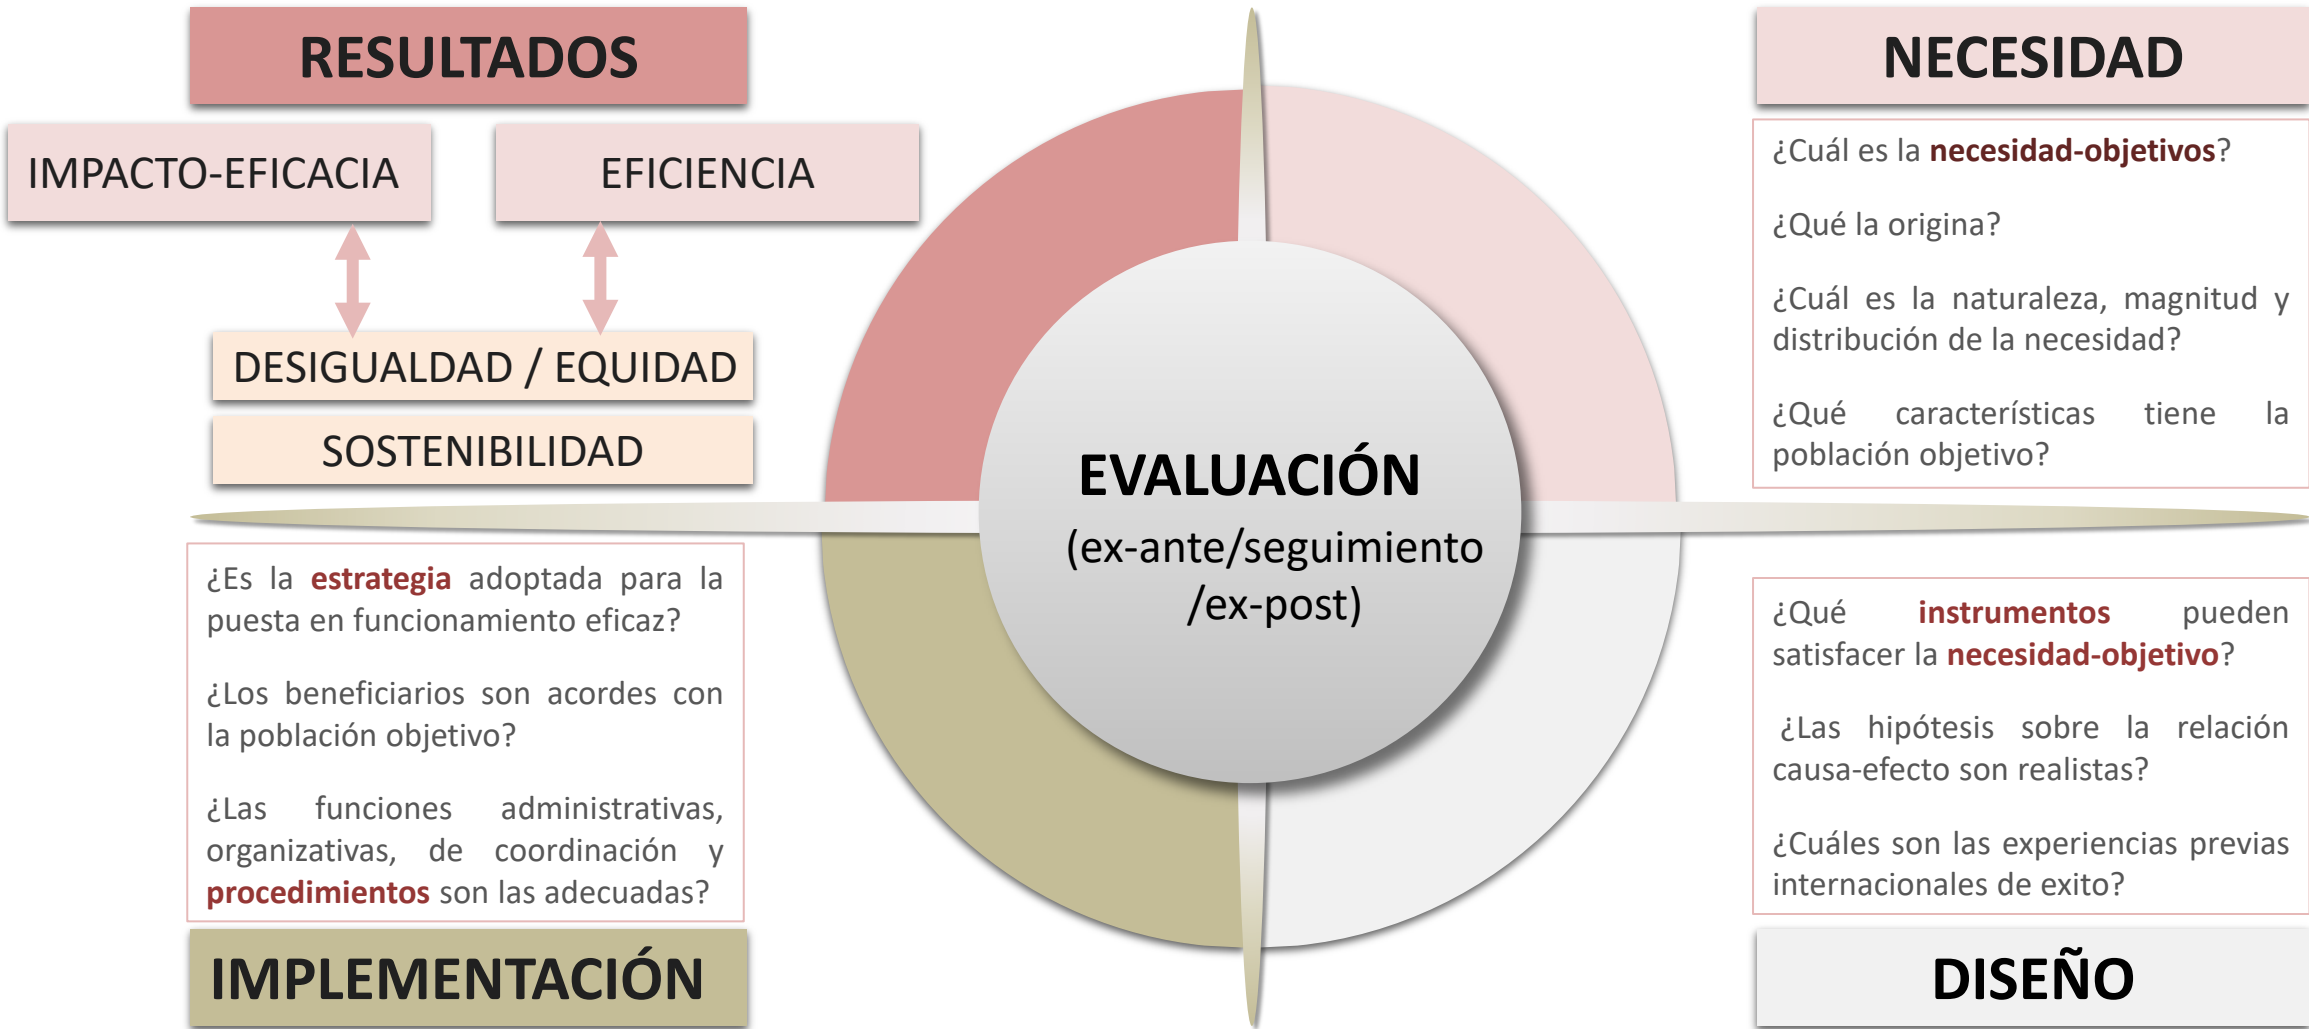 RESULTADOS
IMPACTO-EFICACIA
EFICIENCIA
DESIGUALDAD / EQUIDAD
SOSTENIBILIDAD
NECESIDAD
¿Cuál es la necesidad-objetivos?
¿Qué la origina?
¿Cuál es la naturaleza, magnitud y
distribución de la necesidad?
¿Qué características tiene la
población objetivo?
EVALUACIÓN
(ex-ante/seguimiento
/ex-post)
¿Es la estrategia adoptada para la
puesta en funcionamiento eficaz?
¿Los beneficiarios son acordes con
la población objetivo?
¿Las funciones administrativas,
organizativas, de coordinación y
procedimientos son las adecuadas?
IMPLEMENTACIÓN
¿Qué instrumentos pueden
satisfacer la necesidad-objetivo?
¿Las hipótesis sobre la relación
causa-efecto son realistas?
¿Cuáles son las experiencias previas
internacionales de exito?
DISEÑO